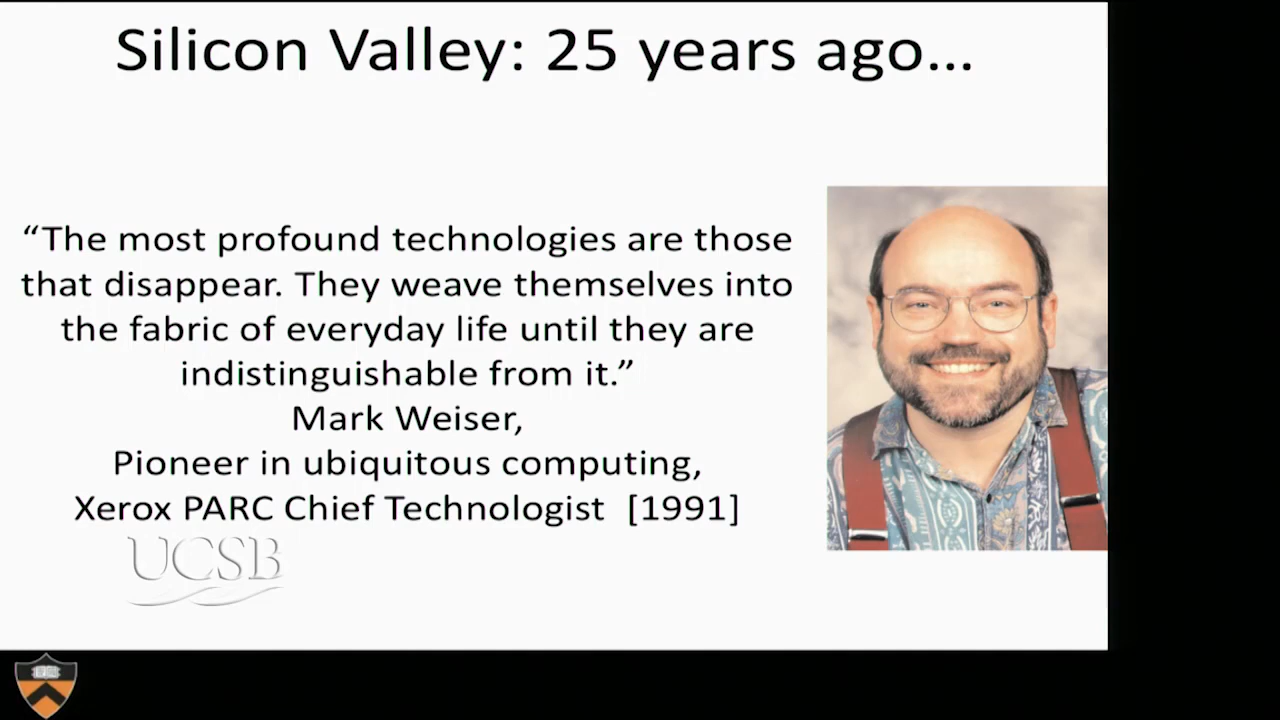 Silicon Valley: 25 years ago...
“The most profound technologies are those
that disappear. They weave themselves into
the fabric of everyday life until they are
indistinguishable from it.”
Mark Weiser,
Pioneer in ubiquitous computing,
Xerox PARC Chief Technologist [1991]
UCSB